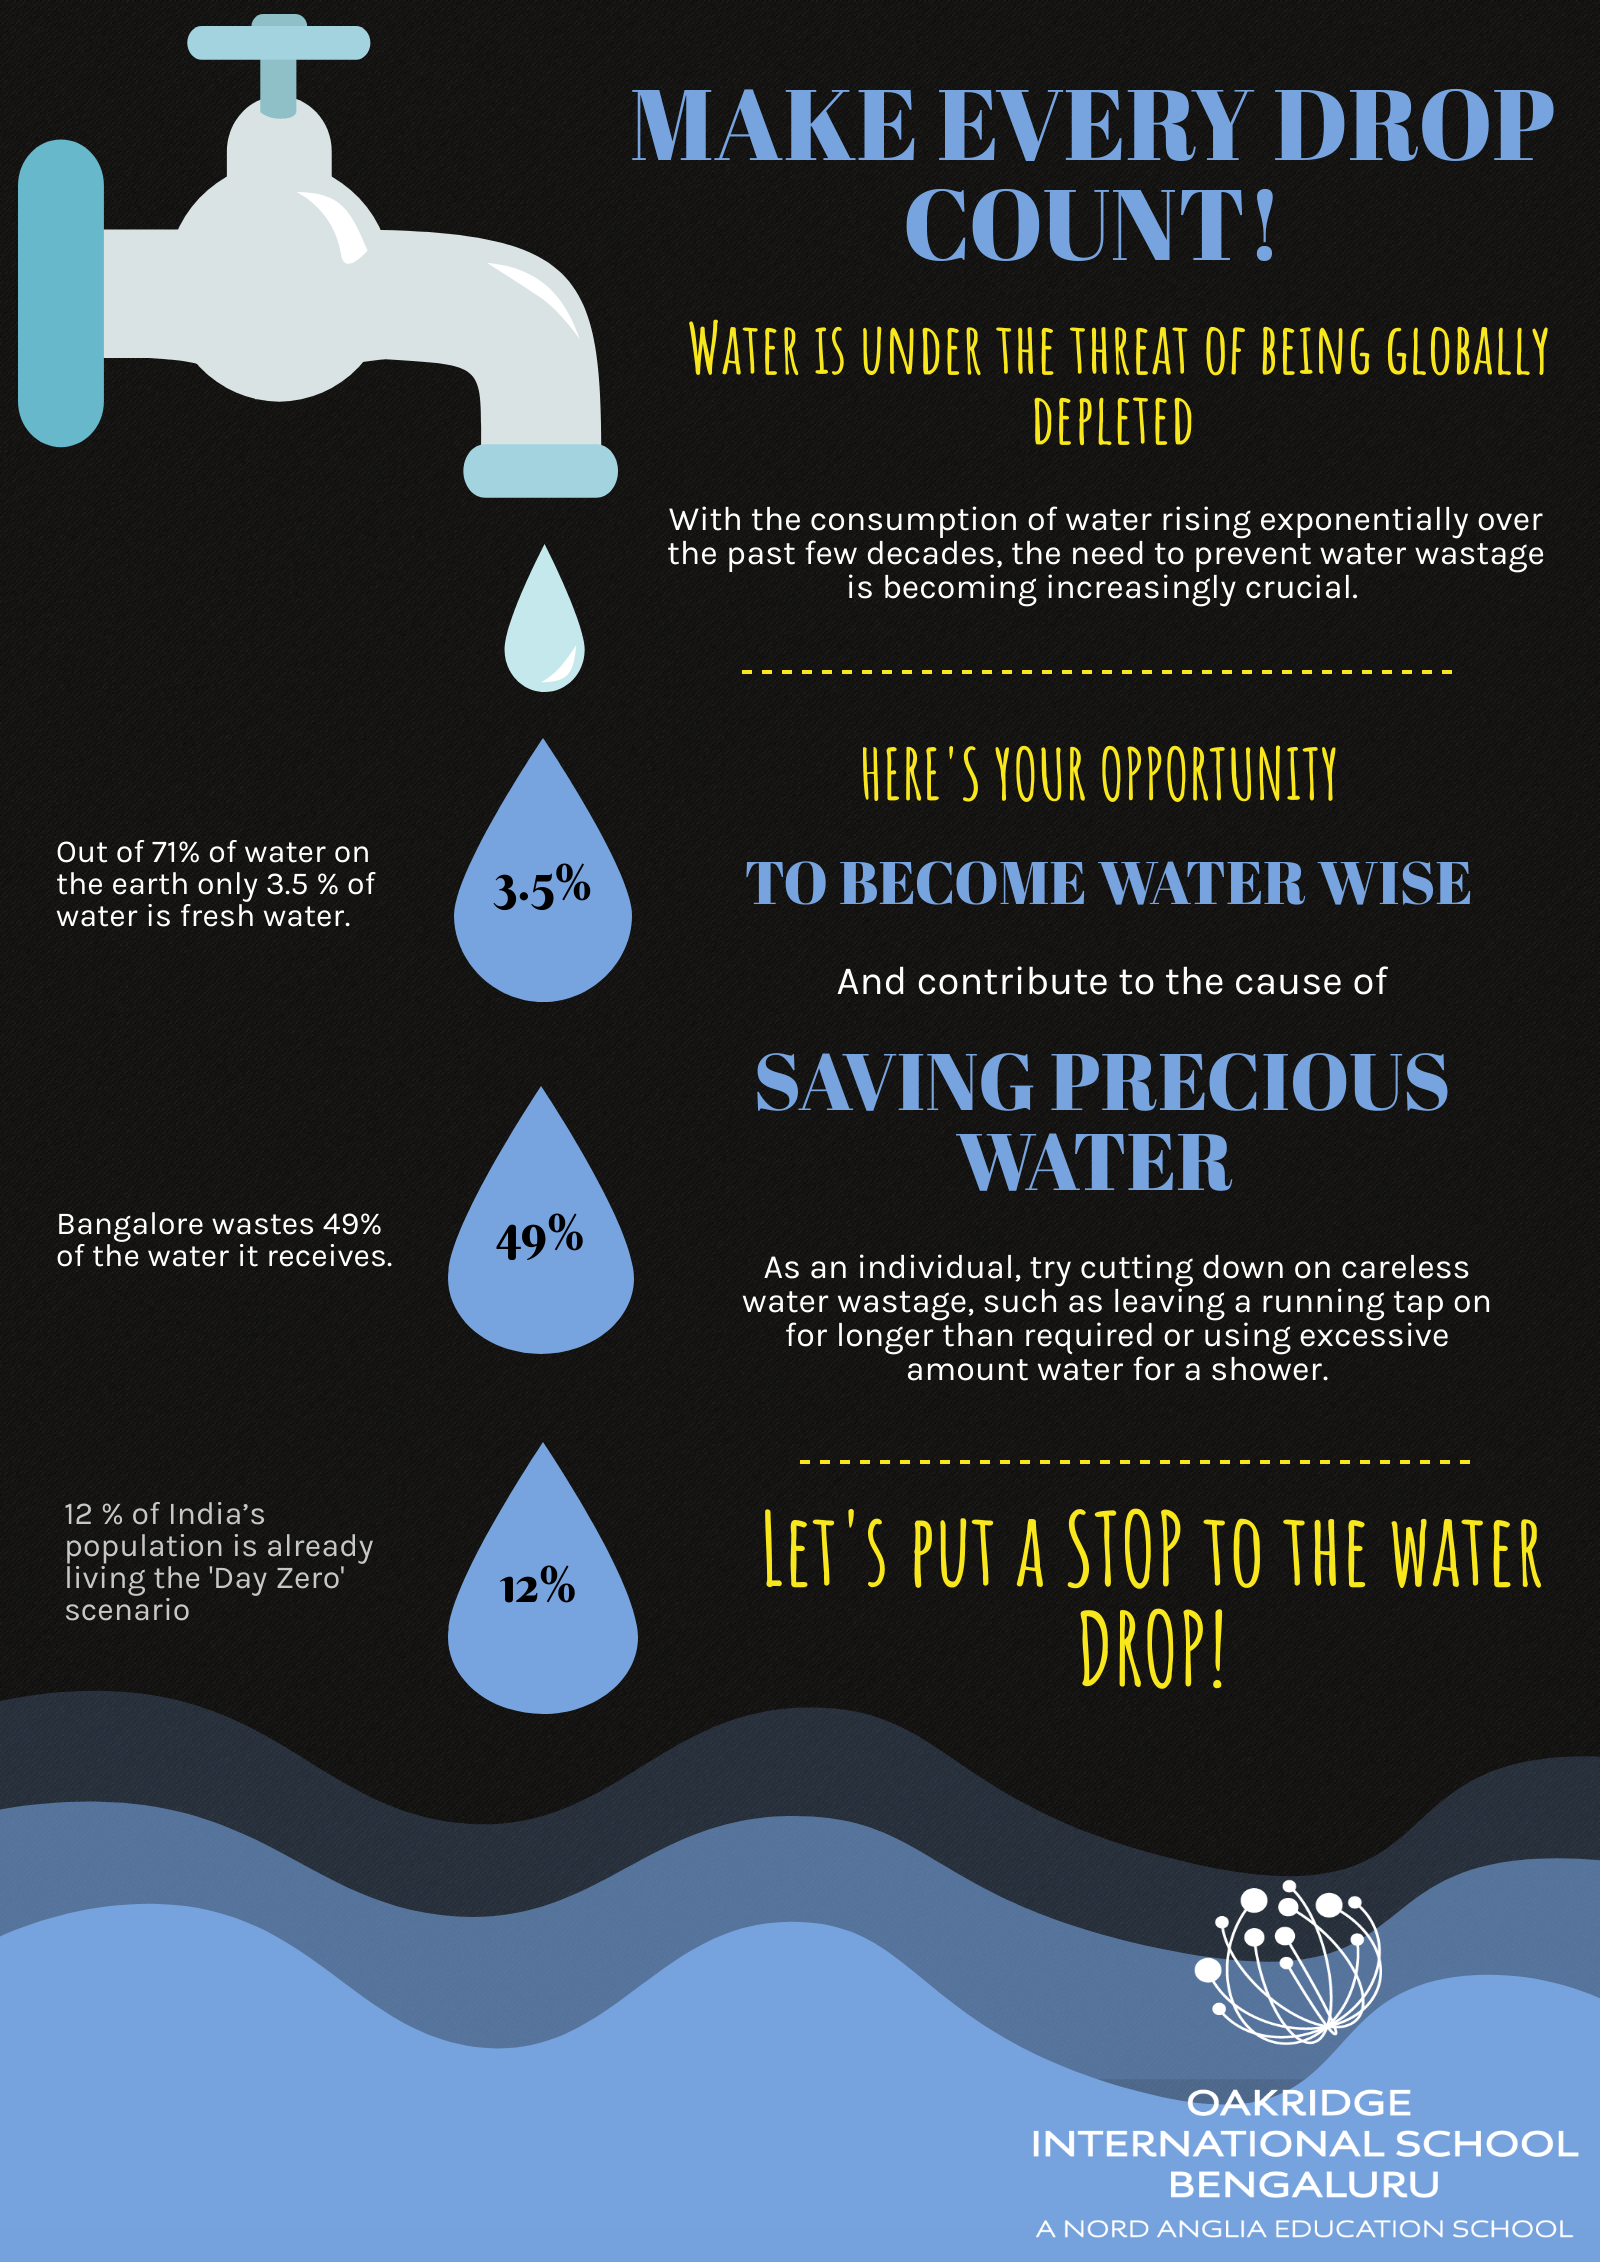 MAKE EVERY DROP
COUNT!
WATER IS UNDER THE THREAT OF BEING GLOBALLY
DEPLETED
With the consumption of water rising exponentially over
the past few decades, the need to prevent water wastage
is becoming increasingly crucial.
HERE'S YOUR OPPORTUNITY
TO BECOME WATER WISE
And contribute to the cause of
SAVING PRECIOUS
WATER
As an individual, try cutting down on careless
water wastage, such as leaving a running tap on
for longer than required or using excessive
amount water for a shower.
LET'S PUT A STOP TO THE WATER
DROP!
Out of 71% of water on
the earth only 3.5 % of
water is fresh water.
3.5%
Bangalore wastes 49%
of the water it receives.
49%
12 % of India’s
population is already
living the 'Day Zero'
scenario
12%
OAKRIDGE
INTERNATIONAL SCHOOL
BENGALURU
A NORD ANGLIA EDUCATION SCHOOL